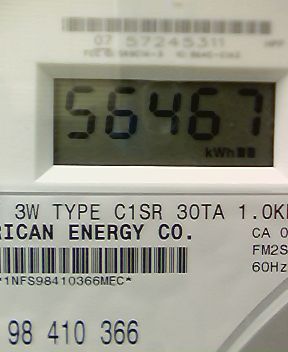 07 57245311
56467
kWh
3W TYPE C1SR 30TA 1.0K
RICAN ENERGY CO.
CA 0
FM2S
60Hz
*1NFS98410366MEC*
98 410 366